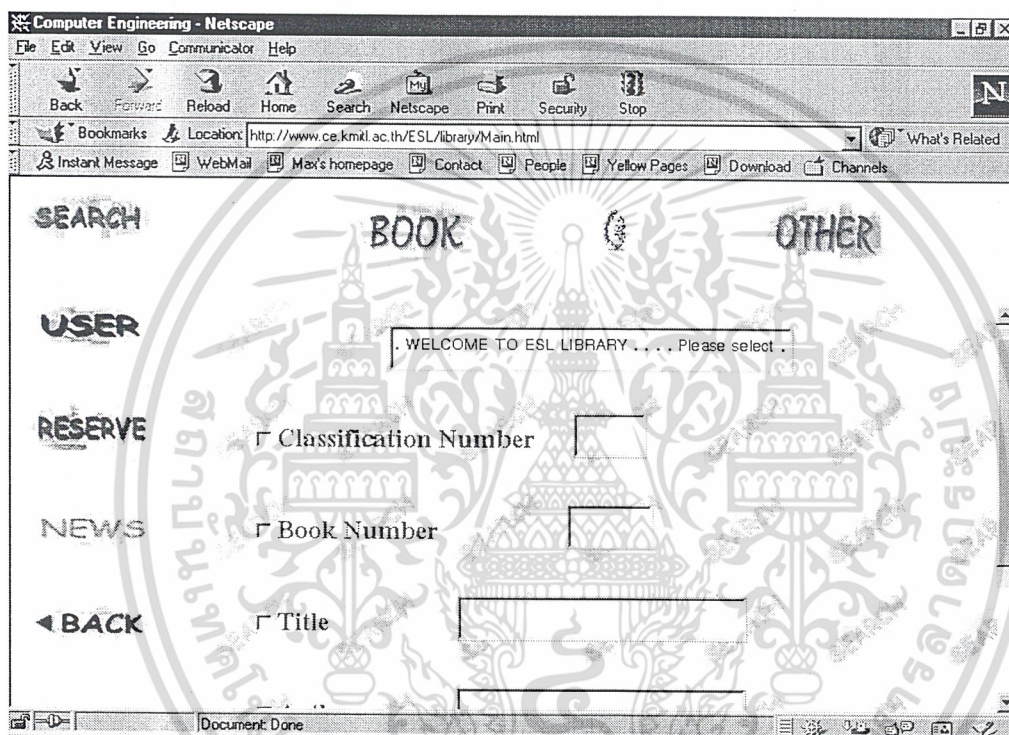 Computer Engineering - Netscape
File Edit View Go Communicator Help
Back Forward Reload Home Search Netscape Print Security Stop
Bookmarks Location: http://www.ce.kmitl.ac.th/ESL/library/Main.html What's Related
Instant Message WebMail Max's homepage Contact People Yellow Pages Download Channels
SEARCH BOOK OTHER
USER
. WELCOME TO ESL LIBRARY . . . . Please select .
RESERVE Classification Number
NEWS Book Number
BACK Title
Document: Done